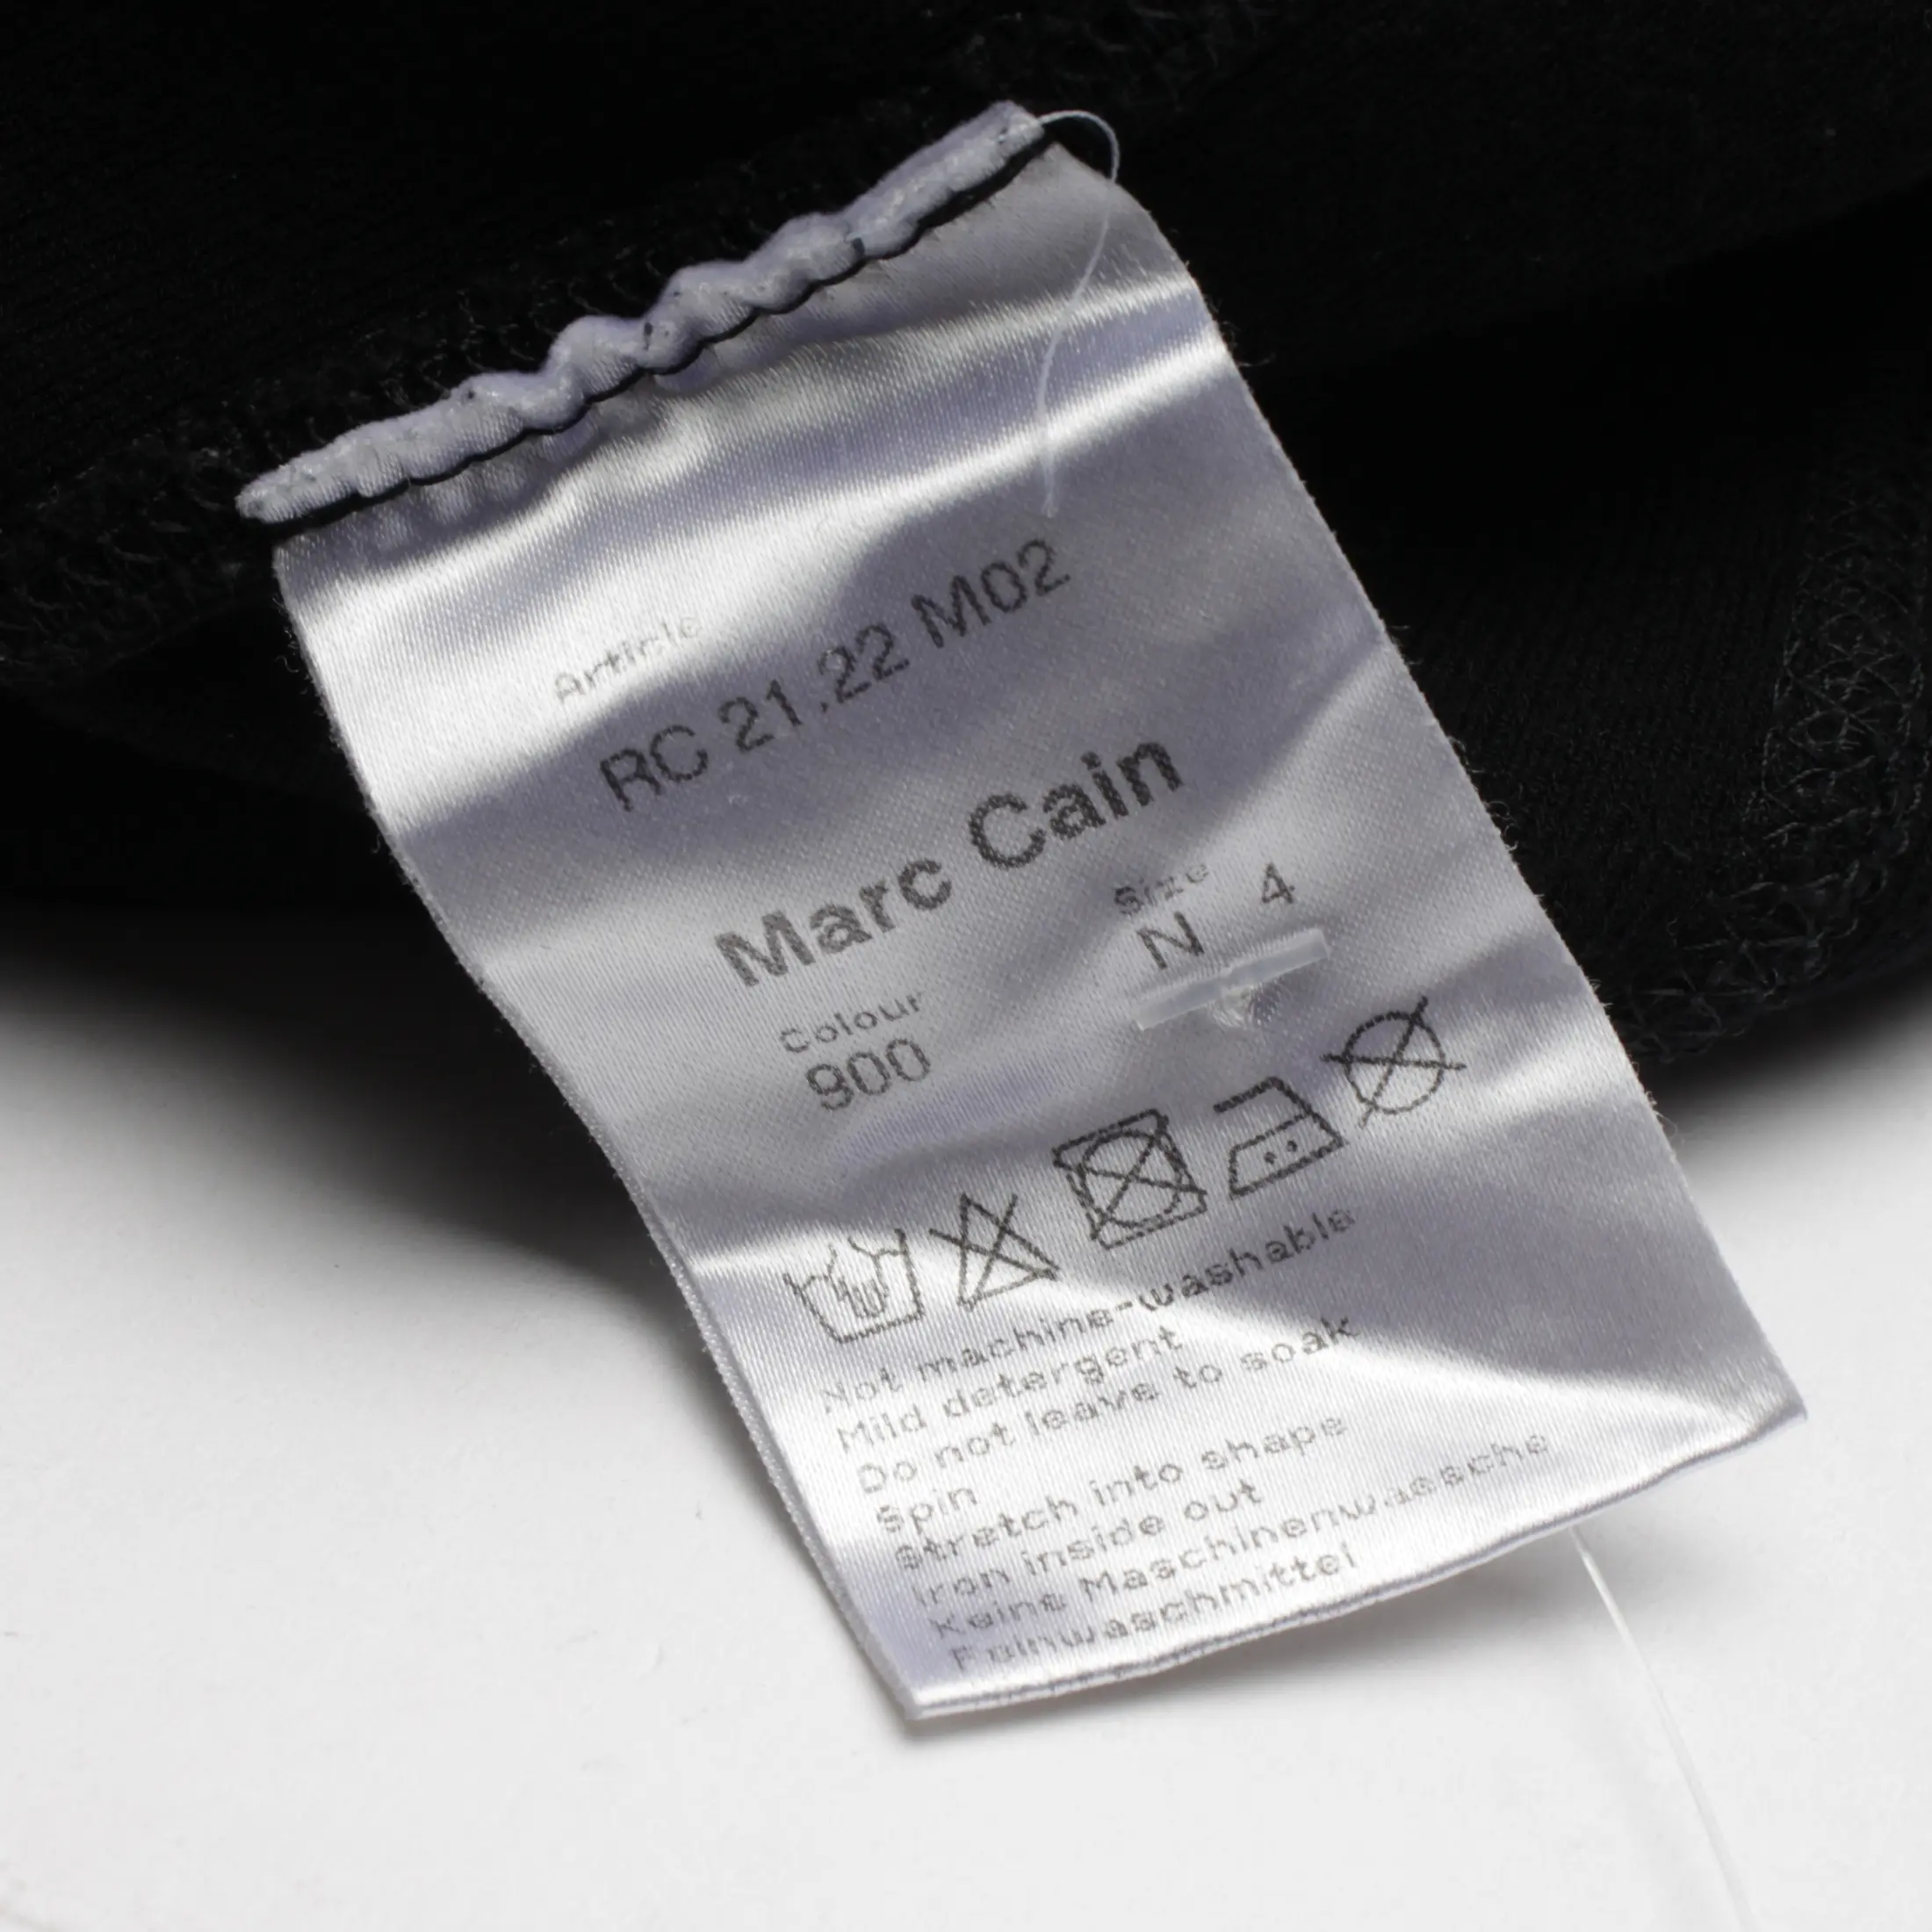 Article
RC 21.22 M02
Marc Cain
Size
N 4
Colour
900
Not machine-washable
Mild detergent
Do not leave to soak
Spin
Stretch into shape
Iron inside out
Keine Maschinenwaesche
Feinwaschmittel